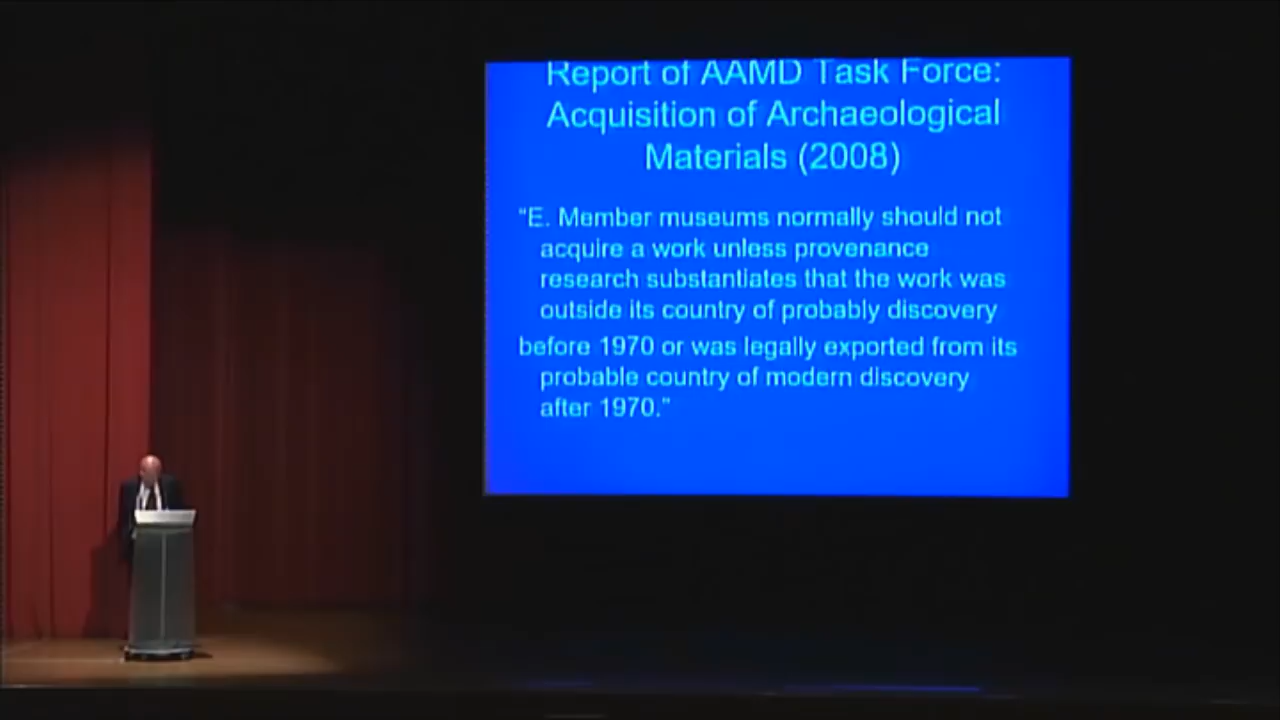 Report of AAMD Task Force:
Acquisition of Archaeological
Materials (2008)
“E. Member museums normally should not
acquire a work unless provenance
research substantiates that the work was
outside its country of probably discovery
before 1970 or was legally exported from its
probable country of modern discovery
after 1970.”